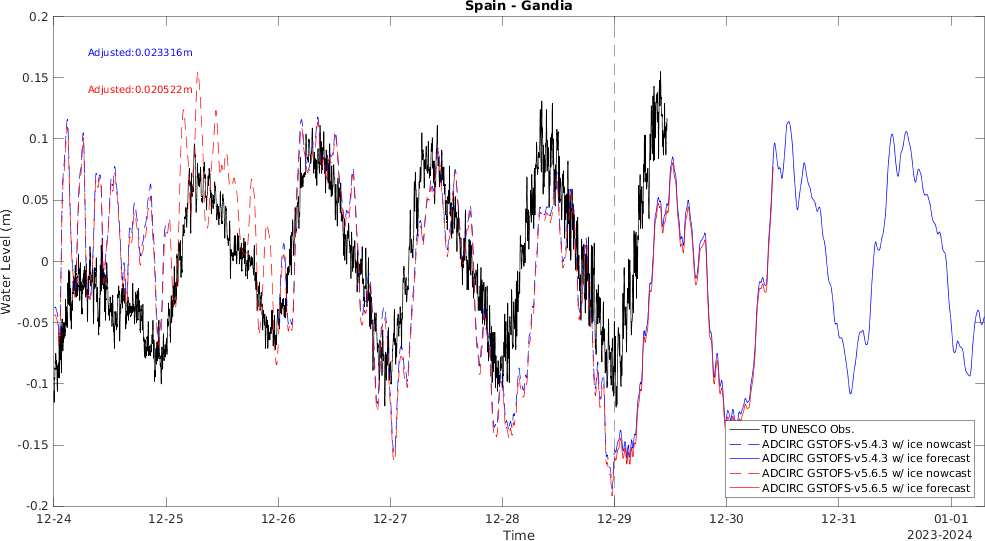 Spain - Gandia
Adjusted:0.023316m
Adjusted:0.020522m
Water Level (m)
0.2
0.15
0.1
0.05
0
-0.05
-0.1
-0.15
-0.2
TD UNESCO Obs.
ADCIRC GSTOFS-v5.4.3 w/ ice nowcast
ADCIRC GSTOFS-v5.4.3 w/ ice forecast
ADCIRC GSTOFS-v5.6.5 w/ ice nowcast
ADCIRC GSTOFS-v5.6.5 w/ ice forecast
12-24 12-25 12-26 12-27 12-28 12-29 12-30 12-31 01-01
Time
2023-2024